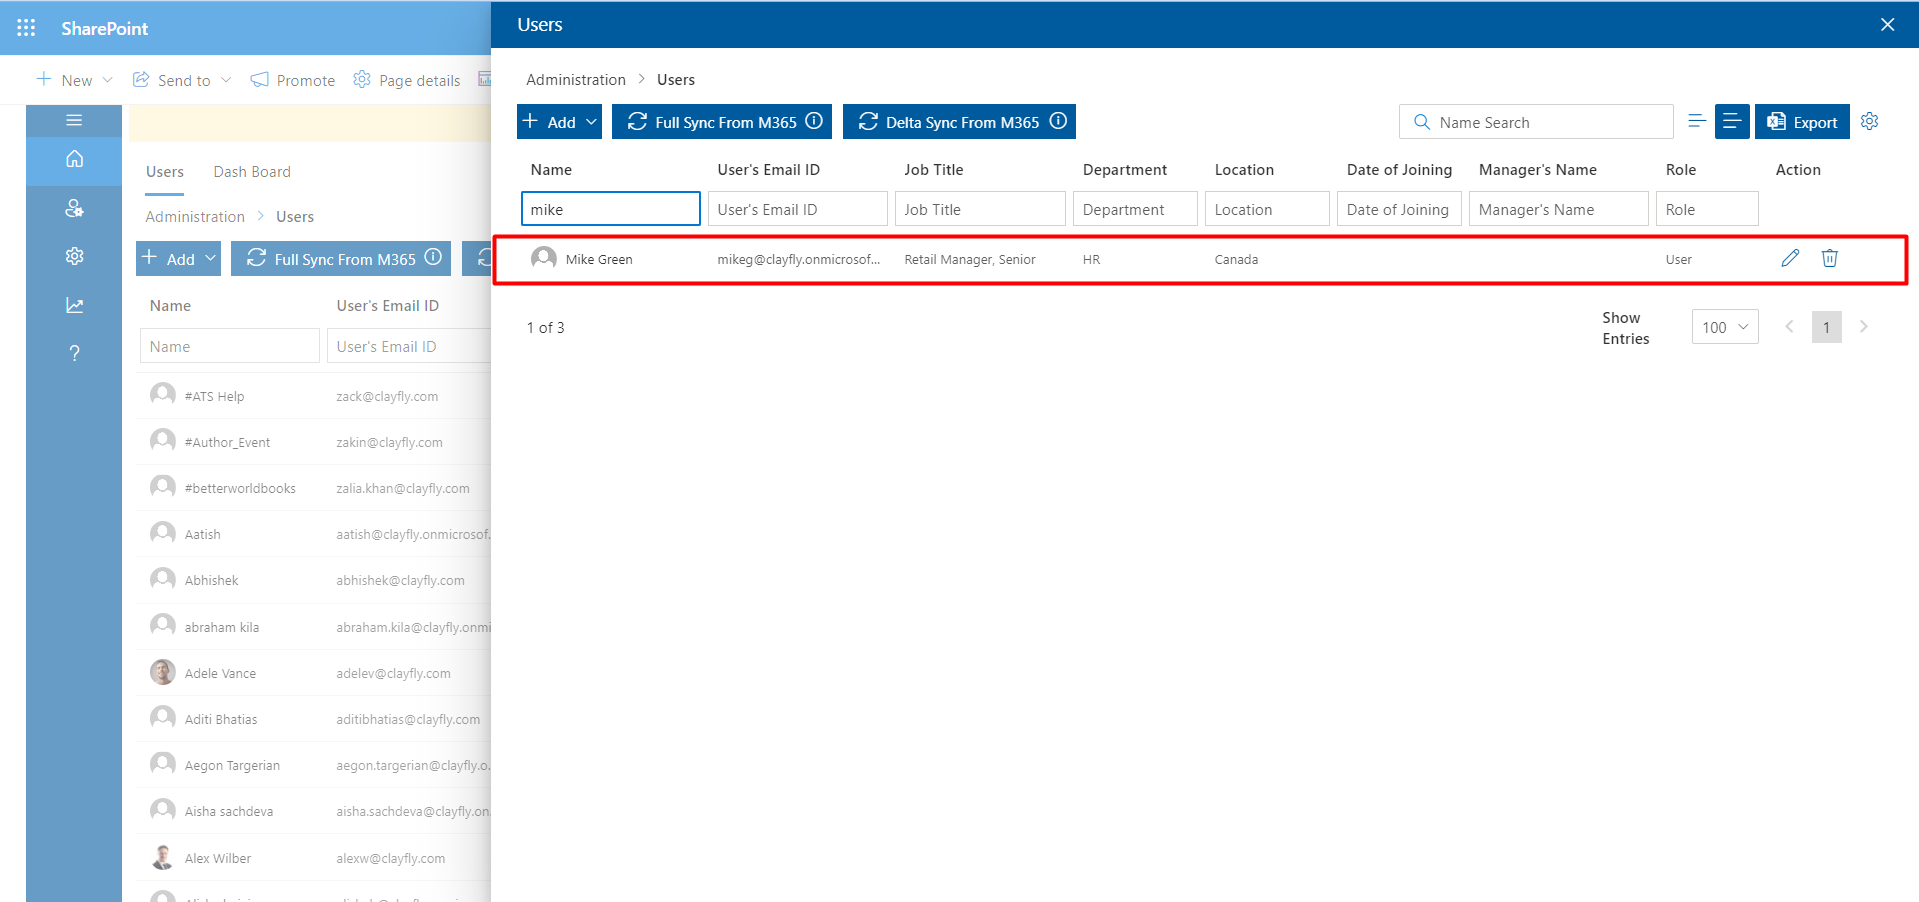 SharePoint
New
Send to
Promote
Page details
Users
Dash Board
Administration > Users
Add
Full Sync From M365
Name
User's Email ID
Name
User's Email ID
#ATS Help zack@clayfly.com
#Author_Event zakin@clayfly.com
#betterworldbooks zalia.khan@clayfly.com
Aatish aatish@clayfly.onmicrosof.
Abhishek abhishek@clayfly.com
abraham kila abraham.kila@clayfly.onmi
Adele Vance adelev@clayfly.com
Aditi Bhatias aditibhatias@clayfly.com
Aegon Targerian aegon.targerian@clayfly.o.
Aisha sachdeva aisha.sachdeva@clayfly.on.
Alex Wilber alexw@clayfly.com
Users
Administration > Users
Add
Full Sync From M365
Delta Sync From M365
Name Search
Export
Name User's Email ID Job Title Department Location Date of Joining Manager's Name Role Action
mike User's Email ID Job Title Department Location Date of Joining Manager's Name Role
Mike Green mikeg@clayfly.onmicrosof... Retail Manager, Senior HR Canada User
1 of 3
Show
Entries
100
1